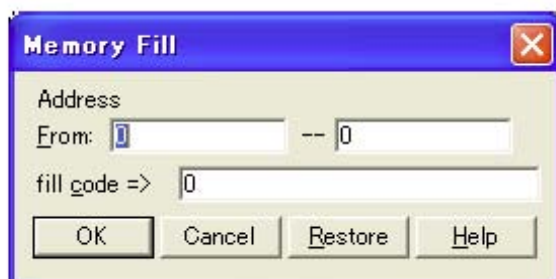 Memory Fill
Address
From: 0 -- 0
fill code => 0
OK Cancel Restore Help